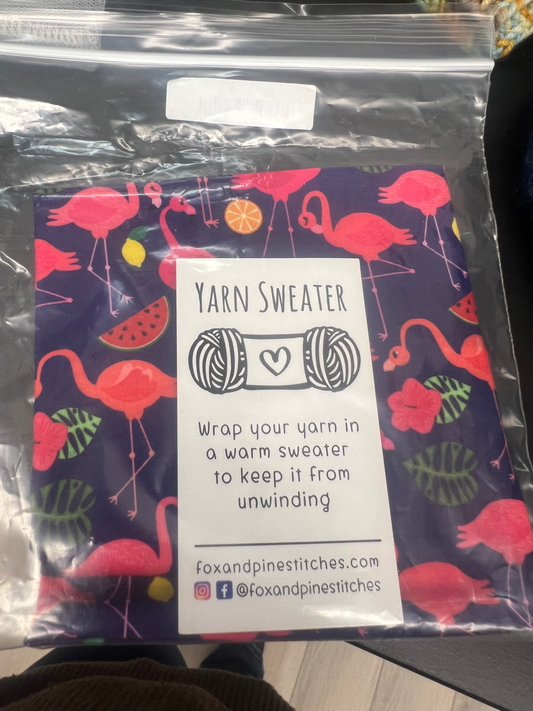 YARN SWEATER
Wrap your yarn in
a warm sweater
to keep it from
unwinding
foxandpinestitches.com
@foxandpinestitches